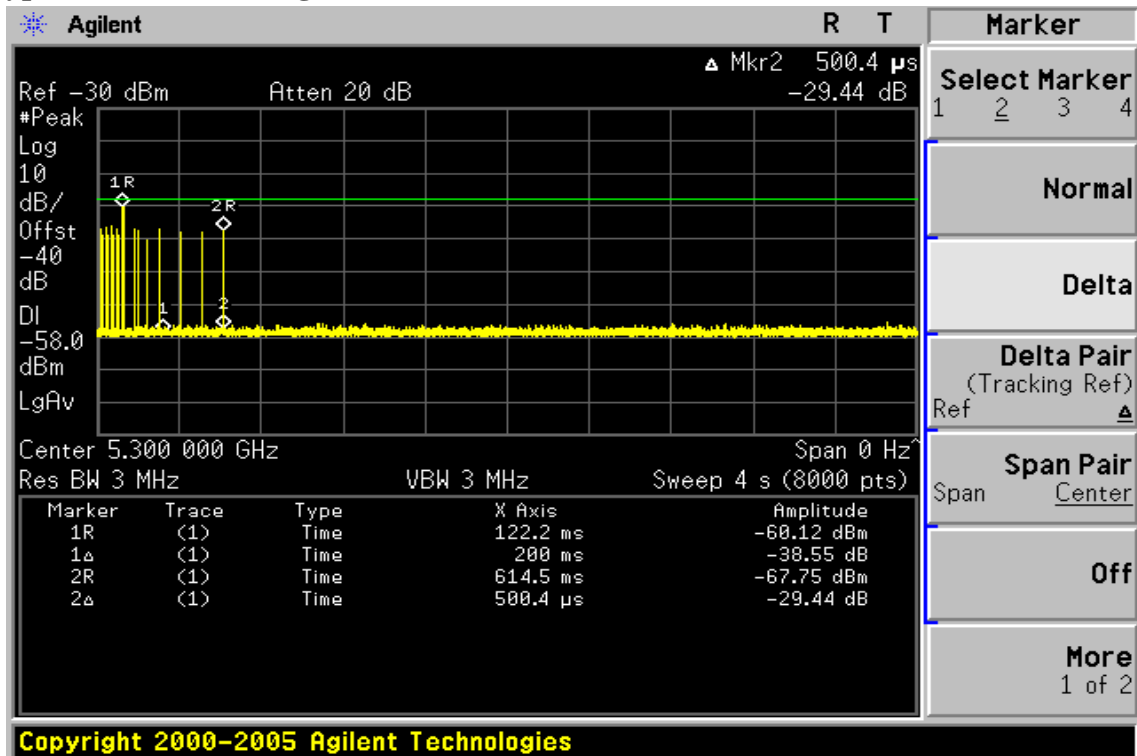 Agilent R T Marker
▵ Mkr2 500.4 µs
Ref −30 dBm Atten 20 dB −29.44 dB
#Peak
Log
10
dB/
Offst
−40
dB
DI
−58.0
dBm
LgAv
1R
2R
1
2
Center 5.300 000 GHz Span 0 Hz^
Res BW 3 MHz VBW 3 MHz Sweep 4 s (8000 pts)
Marker Trace Type X Axis Amplitude
1R (1) Time 122.2 ms −60.12 dBm
1▵ (1) Time 200 ms −38.55 dB
2R (1) Time 614.5 ms −67.75 dBm
2▵ (1) Time 500.4 µs −29.44 dB
Select Marker
1 2 3 4
Normal
Delta
Delta Pair
(Tracking Ref)
Ref ▵
Span Pair
Span Center
Off
More
1 of 2
Copyright 2000−2005 Agilent Technologies